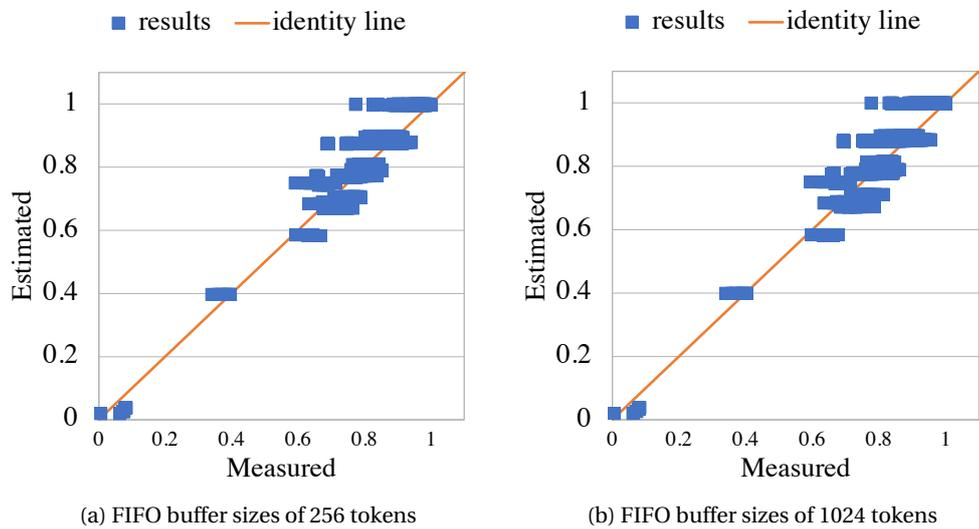 results identity line
Estimated
1
0.8
0.6
0.4
0.2
0
0 0.2 0.4 0.6 0.8 1
Measured
(a) FIFO buffer sizes of 256 tokens
results identity line
Estimated
1
0.8
0.6
0.4
0.2
0
0 0.2 0.4 0.6 0.8 1
Measured
(b) FIFO buffer sizes of 1024 tokens